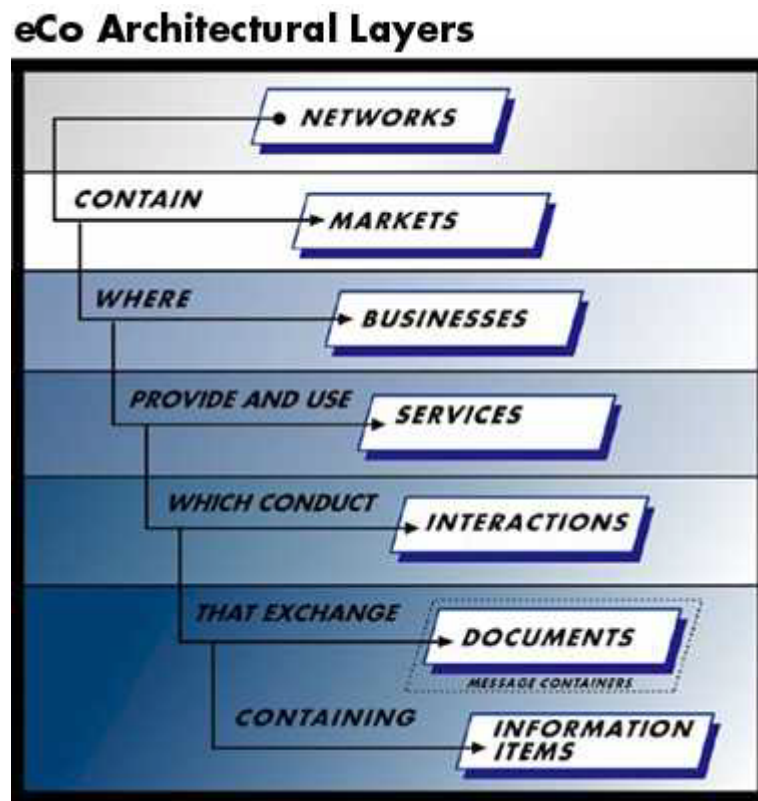 eCo Architectural Layers
NETWORKS
CONTAIN
MARKETS
WHERE
BUSINESSES
PROVIDE AND USE
SERVICES
WHICH CONDUCT
INTERACTIONS
THAT EXCHANGE
DOCUMENTS
MESSAGE CONTAINERS
CONTAINING
INFORMATION
ITEMS